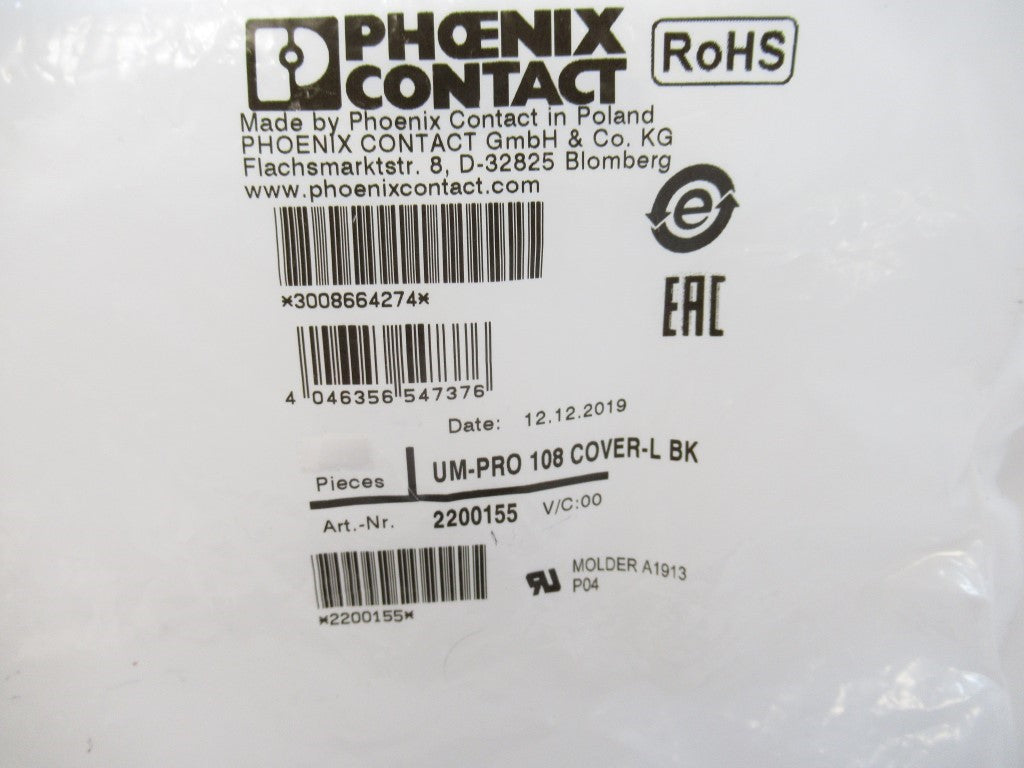 PHŒNIX
CONTACT
RoHS
Made by Phoenix Contact in Poland
PHOENIX CONTACT GmbH & Co. KG
Flachsmarktstr. 8, D-32825 Blomberg
www.phoenixcontact.com
e
*3008664274*
EAC
4 046356 547376
Date: 12.12.2019
Pieces UM-PRO 108 COVER-L BK
Art.-Nr. 2200155 V/C:00
*2200155*
RU MOLDER A1913
P04